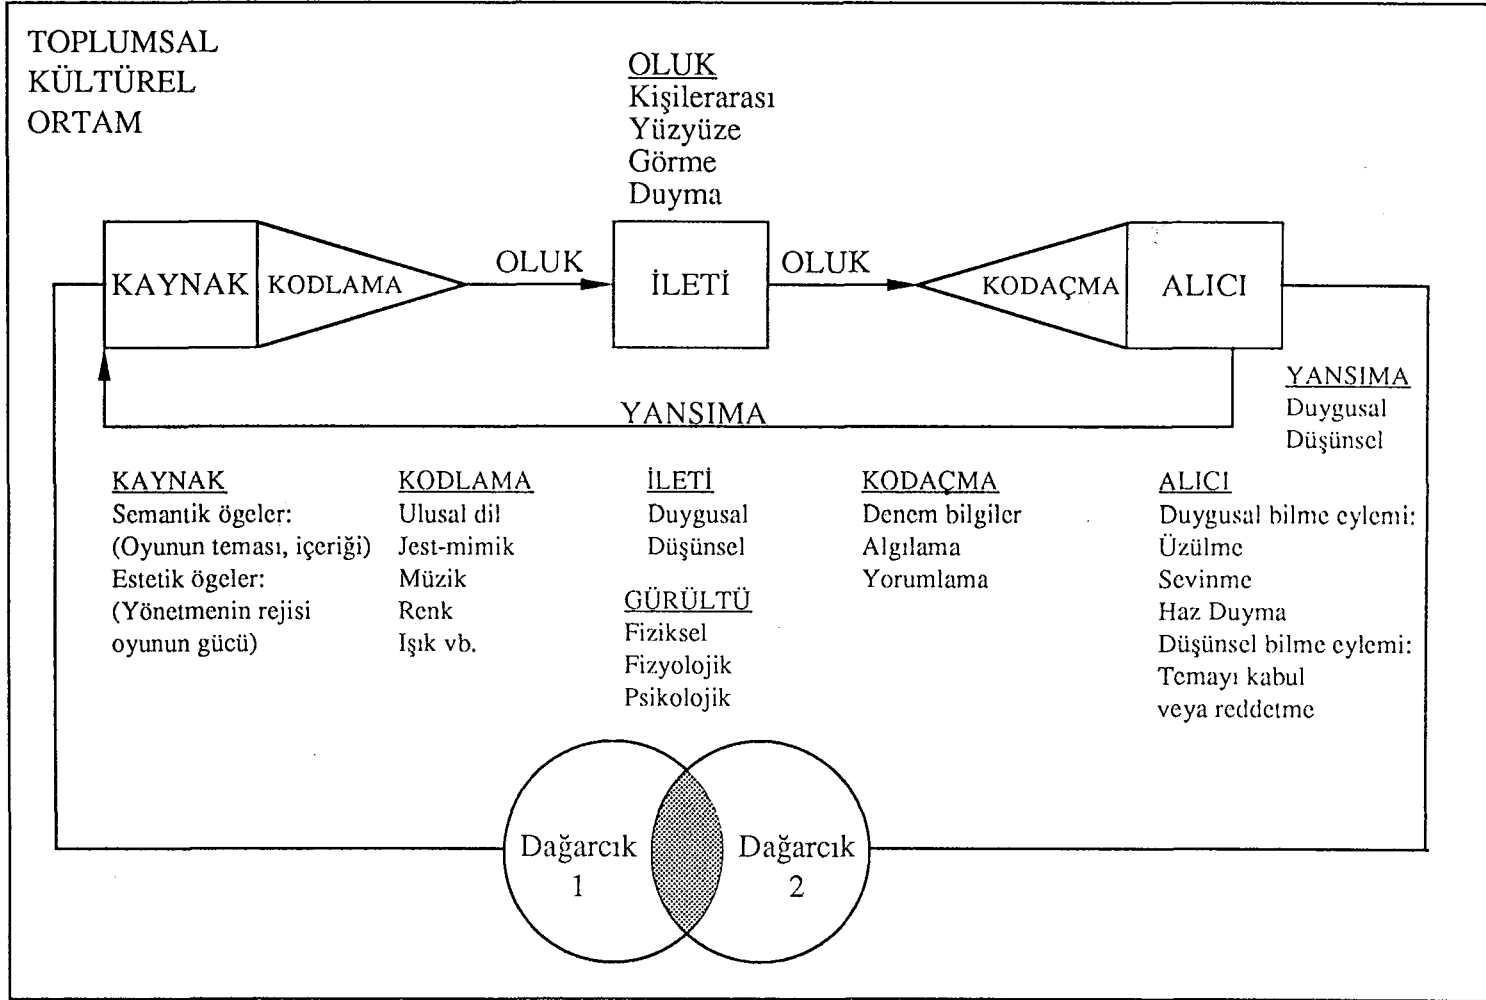 TOPLUMSAL
KÜLTÜREL
ORTAM
OLUK
Kişilerarası
Yüzyüze
Görme
Duyma
KAYNAK
KODLAMA
OLUK
İLETİ
OLUK
KODAÇMA
ALICI
YANSIMA
YANSIMA
Duygusal
Düşünsel
KAYNAK
Semantik ögeler:
(Oyunun teması, içeriği)
Estetik ögeler:
(Yönetmenin rejisi
oyunun gücü)
KODLAMA
Ulusal dil
Jest-mimik
Müzik
Renk
Işık vb.
İLETİ
Duygusal
Düşünsel
GÜRÜLTÜ
Fiziksel
Fizyolojik
Psikolojik
KODAÇMA
Denem bilgiler
Algılama
Yorumlama
ALICI
Duygusal bilme eylemi:
Üzülme
Sevinme
Haz Duyma
Düşünsel bilme eylemi:
Temayı kabul
veya reddetme
Dağarcık
1
Dağarcık
2